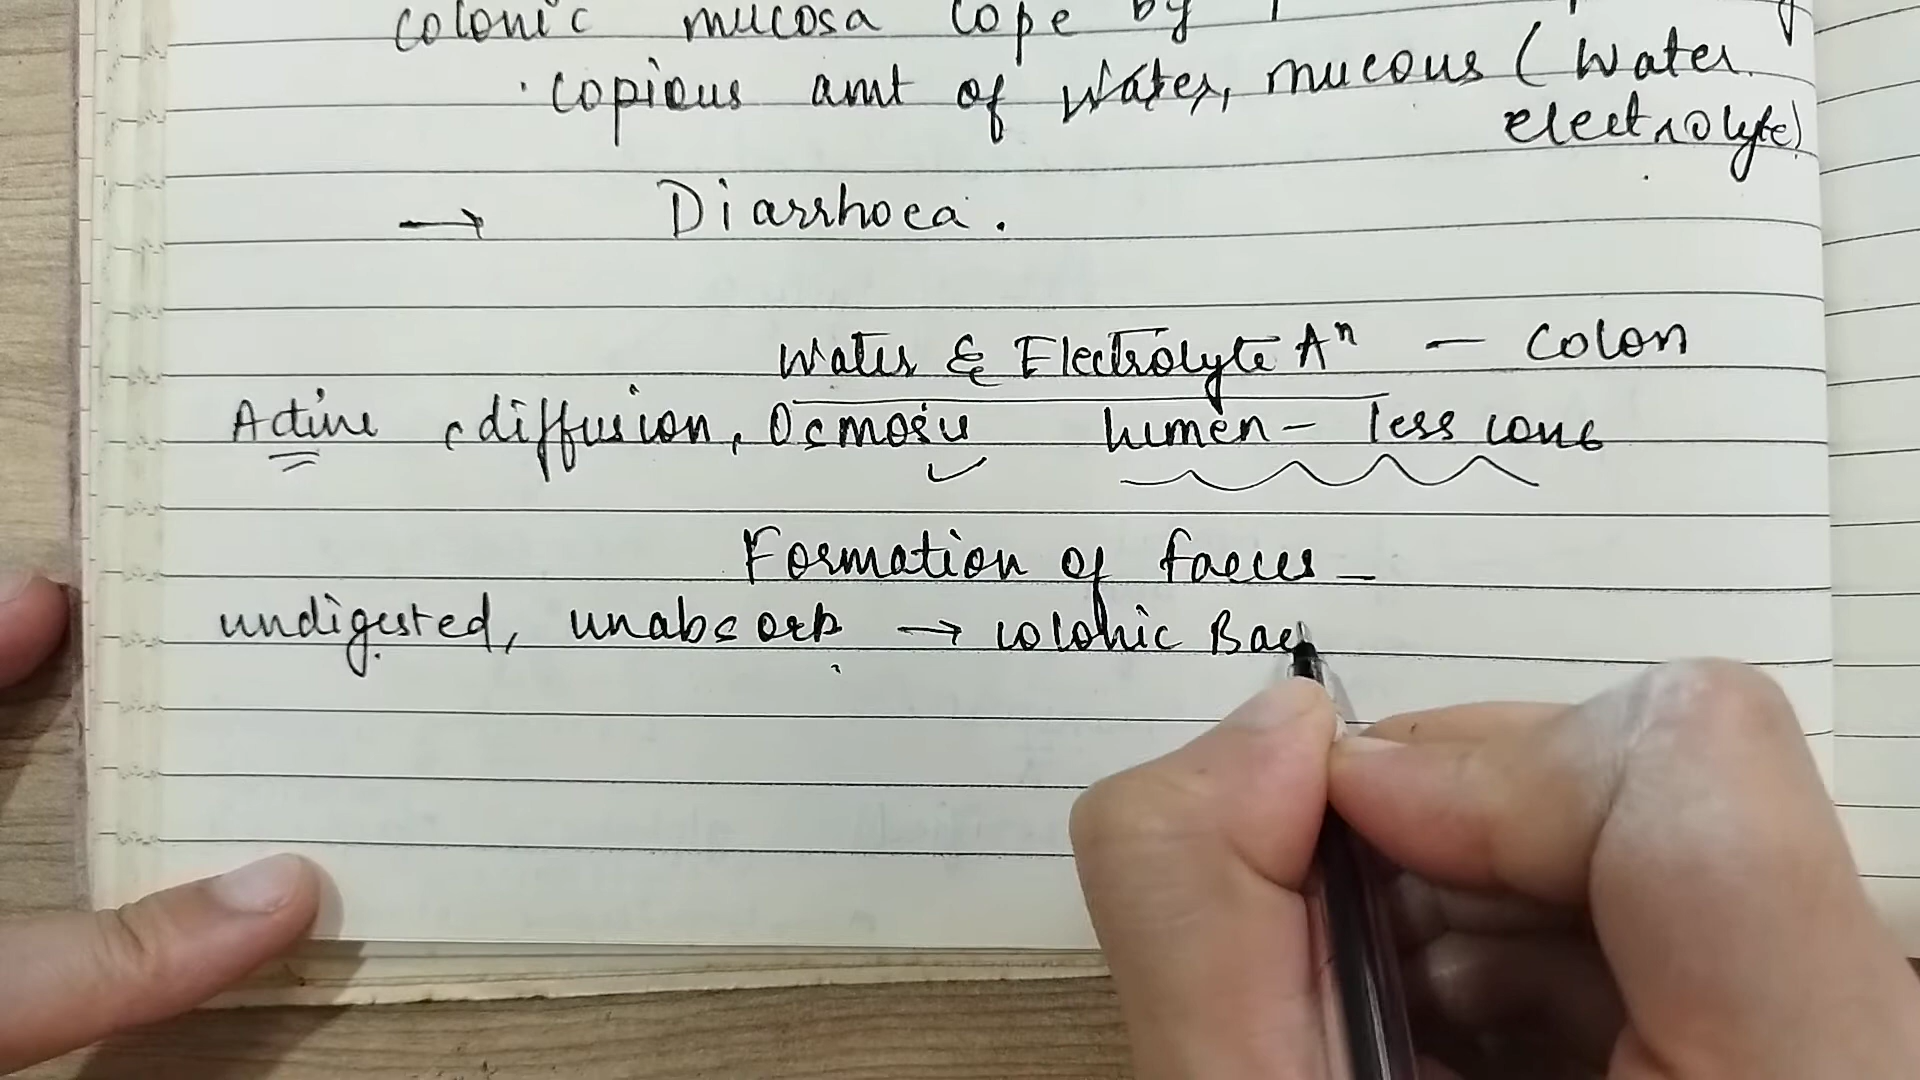 colonic mucosa cope by
copious amt of water, mucous (Water
electrolyte)
→ Diarrhoea.
Water & Electrolyte Aⁿ — Colon
Active diffusion, Osmosis lumen - less conc
Formation of faeces -
undigested, unabsorb → colonic Bac